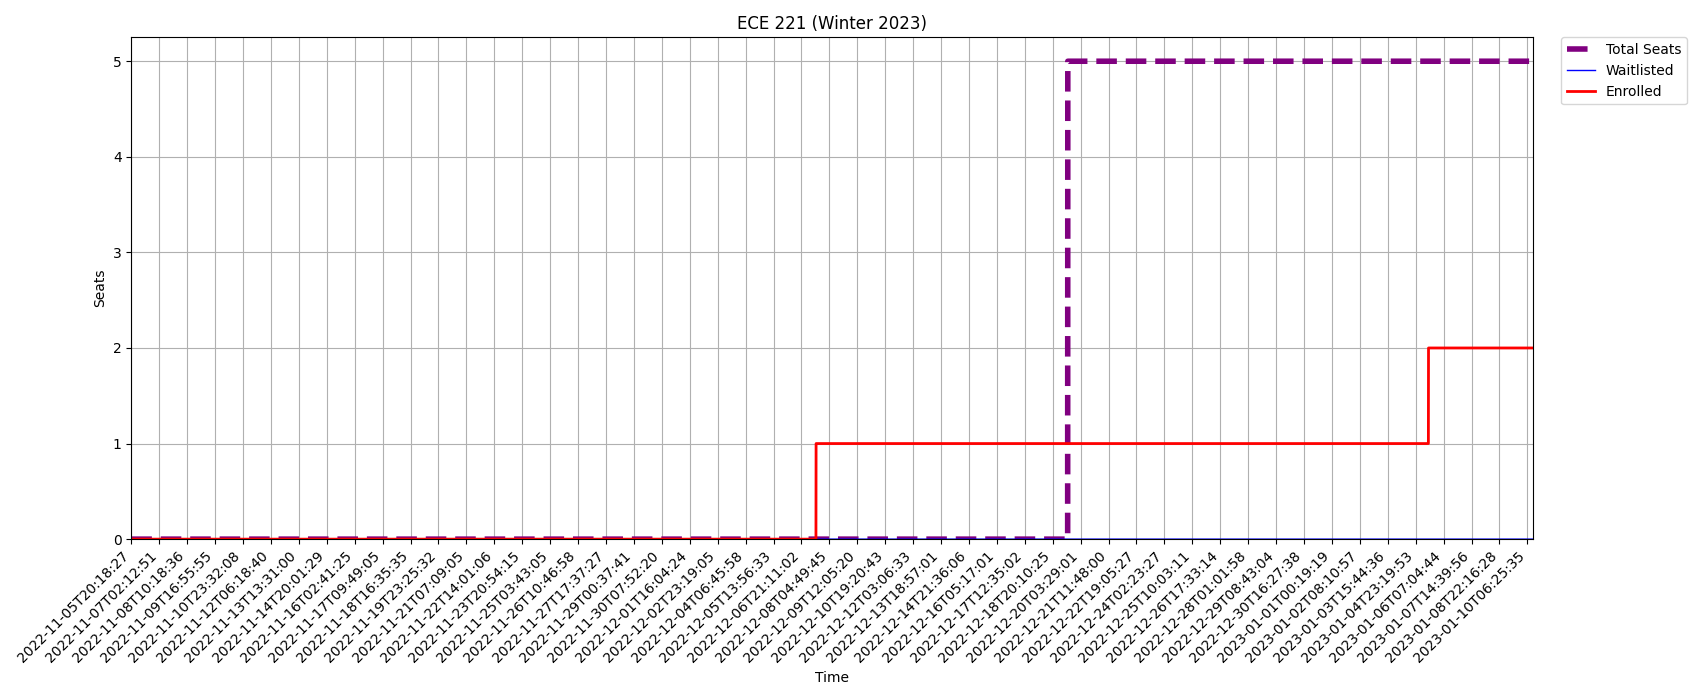 ECE 221 (Winter 2023)
Total Seats
Waitlisted
Enrolled
5
4
3
2
1
0
Seats
2022-11-05T20:18:27
2022-11-07T02:12:51
2022-11-08T10:18:36
2022-11-09T16:55:55
2022-11-10T23:32:08
2022-11-12T06:18:40
2022-11-13T13:31:00
2022-11-14T20:01:29
2022-11-16T02:41:25
2022-11-17T09:49:05
2022-11-18T16:35:35
2022-11-19T23:25:32
2022-11-21T07:09:05
2022-11-22T14:01:06
2022-11-23T20:54:15
2022-11-25T03:43:05
2022-11-26T10:46:58
2022-11-27T17:37:27
2022-11-29T00:37:41
2022-11-30T07:52:20
2022-12-01T16:04:24
2022-12-02T23:19:05
2022-12-04T06:45:58
2022-12-05T13:56:33
2022-12-06T21:11:02
2022-12-08T04:49:45
2022-12-09T12:05:20
2022-12-10T19:20:43
2022-12-12T03:06:33
2022-12-13T18:57:01
2022-12-14T21:36:06
2022-12-16T05:17:01
2022-12-17T12:35:02
2022-12-18T20:10:25
2022-12-20T03:29:01
2022-12-21T11:48:00
2022-12-22T19:05:27
2022-12-24T02:23:27
2022-12-25T10:03:11
2022-12-26T17:33:14
2022-12-28T01:01:58
2022-12-29T08:43:04
2022-12-30T16:27:38
2023-01-01T00:19:19
2023-01-02T08:10:57
2023-01-03T15:44:36
2023-01-04T23:19:53
2023-01-06T07:04:44
2023-01-07T14:39:56
2023-01-08T22:16:28
2023-01-10T06:25:35
Time